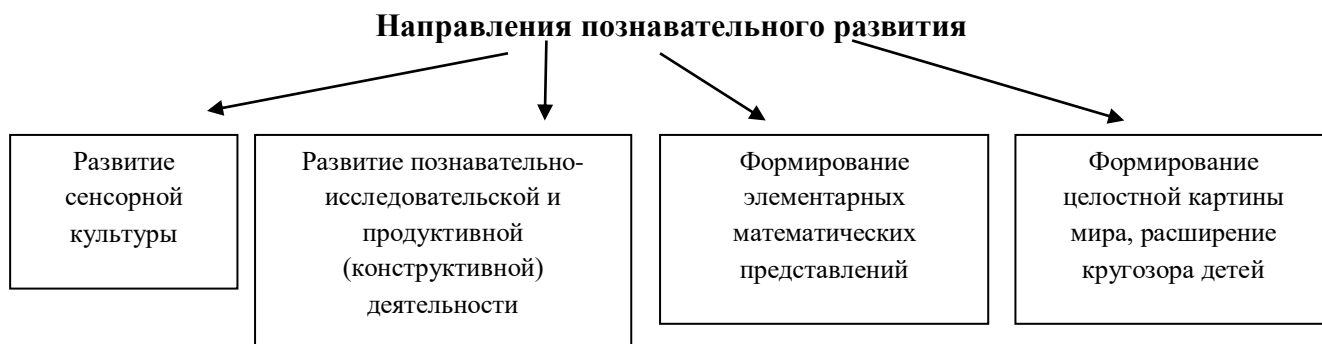 Направления познавательного развития
Развитие
сенсорной
культуры
Развитие познавательно-
исследовательской и
продуктивной
(конструктивной)
деятельности
Формирование
элементарных
математических
представлений
Формирование
целостной картины
мира, расширение
кругозора детей